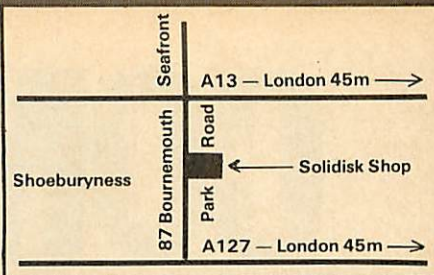 Seafront
A13 — London 45m →
87 Bournemouth
Park Road
← Solidisk Shop
Shoeburyness
A127 — London 45m →